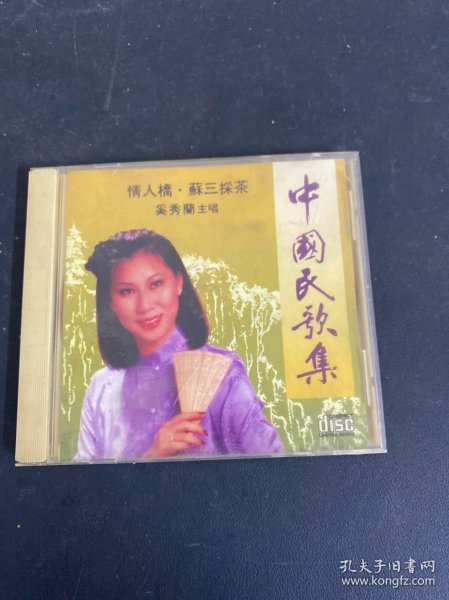 情人橋·蘇三採茶
奚秀蘭主唱
中國民歌集
disc
孔夫子旧书网
www.kongfz.com